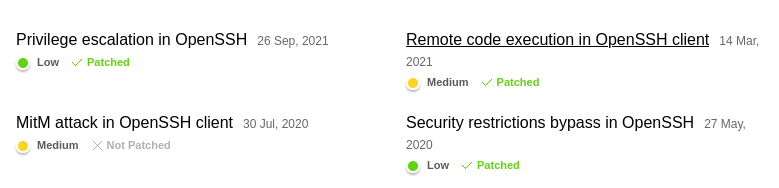 Privilege escalation in OpenSSH 26 Sep, 2021
Low Patched
Remote code execution in OpenSSH client 14 Mar,
2021
Medium Patched
MitM attack in OpenSSH client 30 Jul, 2020
Medium Not Patched
Security restrictions bypass in OpenSSH 27 May,
2020
Low Patched